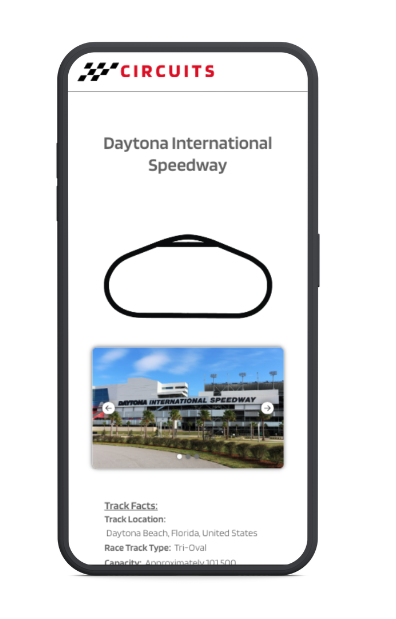 CIRCUITS
Daytona International
Speedway
DAYTONA INTERNATIONAL SPEEDWAY
Track Facts:
Track Location:
Daytona Beach, Florida, United States
Race Track Type: Tri-Oval
Capacity: Approximately 101,500